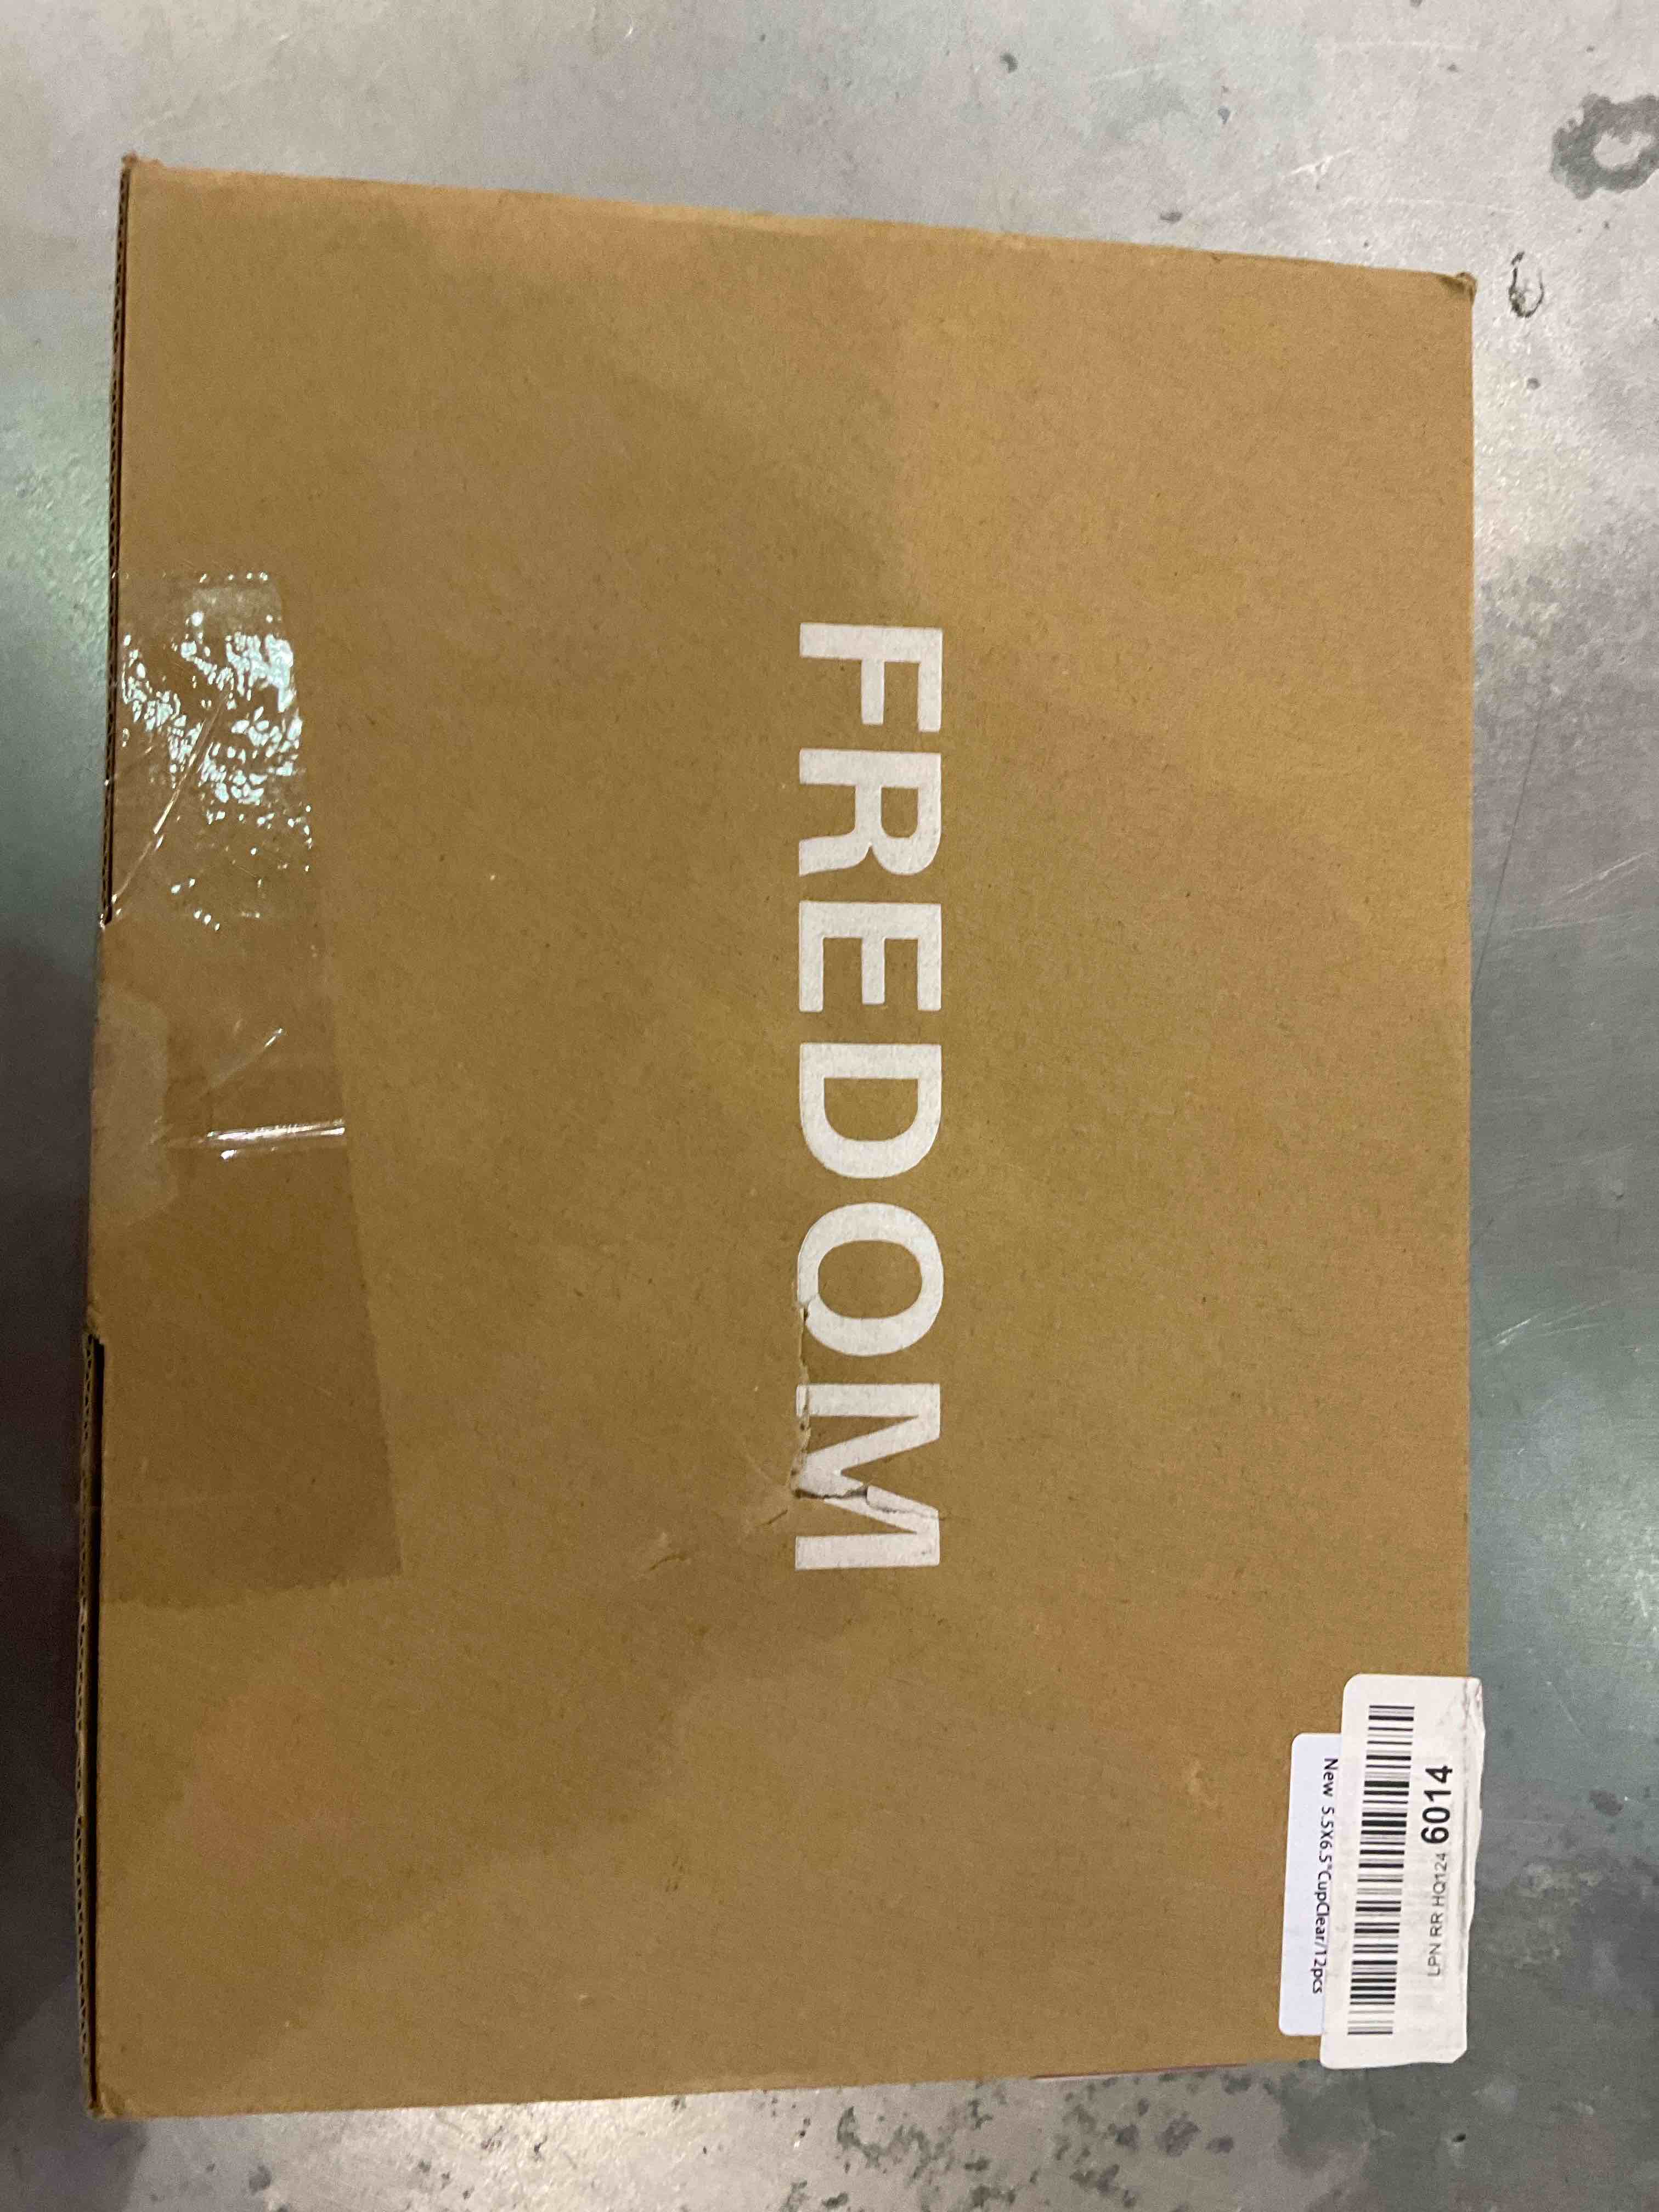 FREDOM
New 5.5X6.5"CupClear/12pcs
LPN RR HQ124 6014